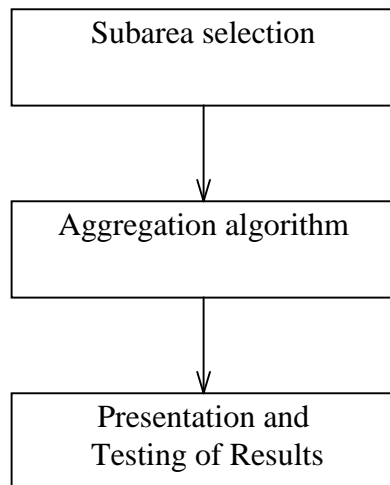 Subarea selection
Aggregation algorithm
Presentation and
Testing of Results